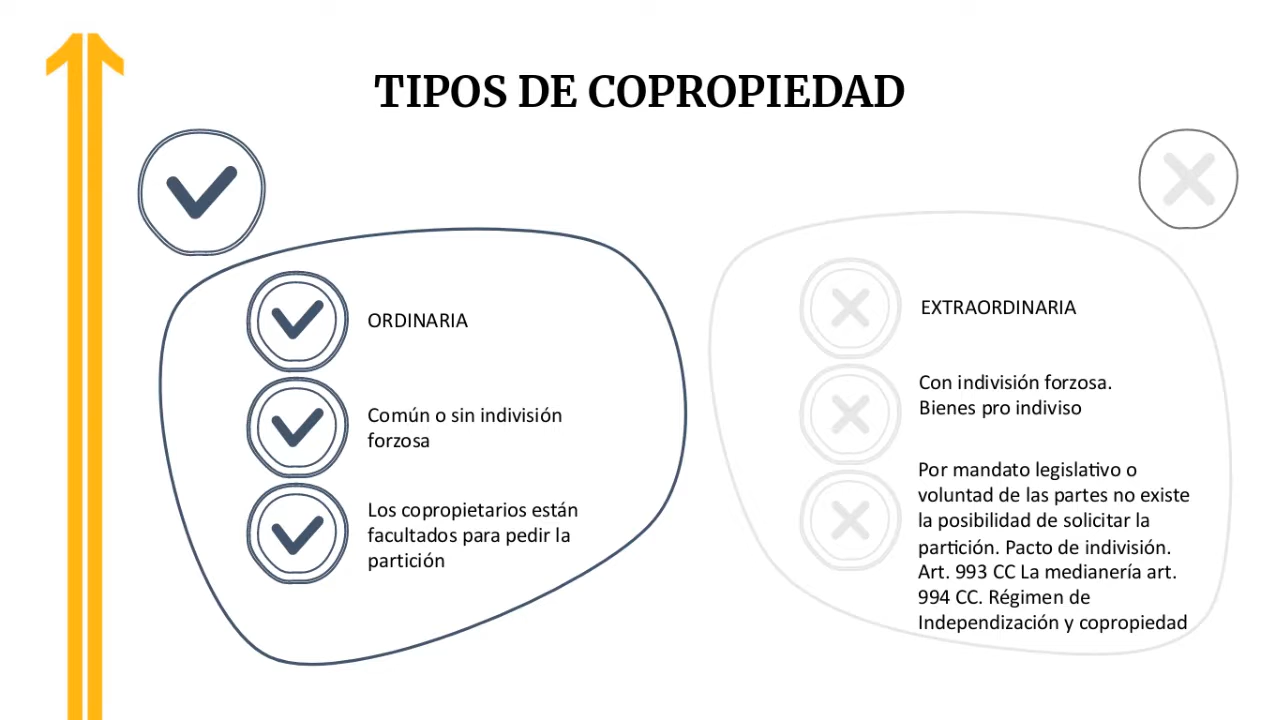 TIPOS DE COPROPIEDAD
ORDINARIA
Común o sin indivisión
forzosa
Los copropietarios están
facultados para pedir la
partición
EXTRAORDINARIA
Con indivisión forzosa.
Bienes pro indiviso
Por mandato legislativo o
voluntad de las partes no existe
la posibilidad de solicitar la
partición. Pacto de indivisión.
Art. 993 CC La medianería art.
994 CC. Régimen de
Independización y copropiedad